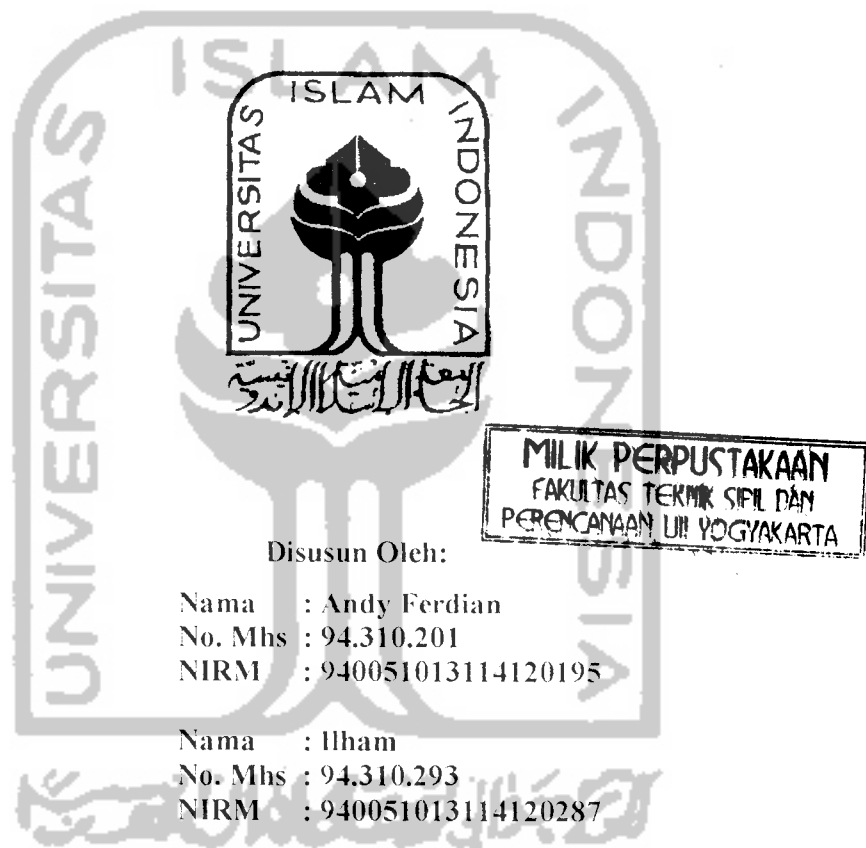 ISLAM
UNIVERSITAS
INDONESIA
MILIK PERPUSTAKAAN
FAKULTAS TEKNIK SIPIL DAN
PERENCANAAN UII YOGYAKARTA
Disusun Oleh:
Nama : Andy Ferdian
No. Mhs : 94.310.201
NIRM : 940051013114120195
Nama : Ilham
No. Mhs : 94.310.293
NIRM : 940051013114120287